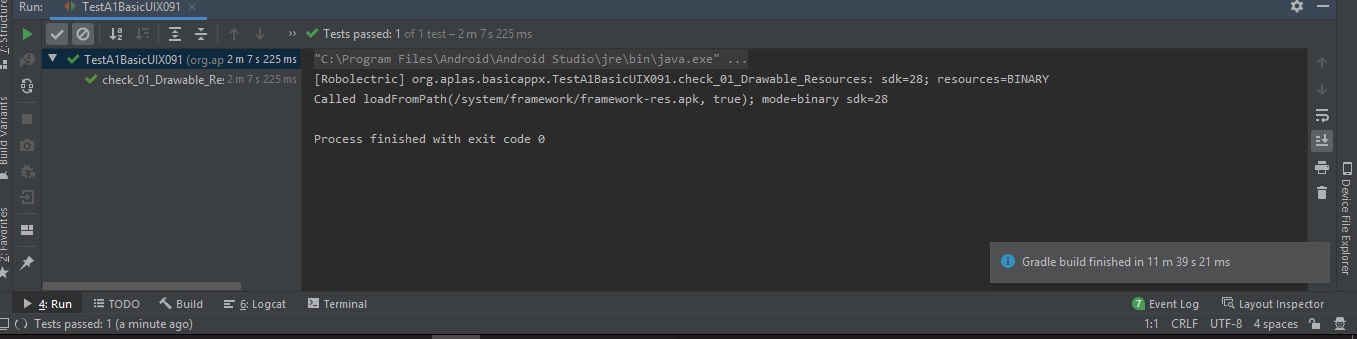 Run: TestA1BasicUIX091
Tests passed: 1 of 1 test – 2 m 7 s 225 ms
TestA1BasicUIX091 (org.ap 2 m 7 s 225 ms
check_01_Drawable_Re: 2 m 7 s 225 ms
"C:\Program Files\Android\Android Studio\jre\bin\java.exe" ...
[Robolectric] org.aplas.basicappx.TestA1BasicUIX091.check_01_Drawable_Resources: sdk=28; resources=BINARY
Called loadFromPath(/system/framework/framework-res.apk, true); mode=binary sdk=28
Process finished with exit code 0
7: Structure
Build Variants
2: Favorites
Device File Explorer
Gradle build finished in 11 m 39 s 21 ms
4: Run TODO Build 6: Logcat Terminal 7 Event Log Layout Inspector
Tests passed: 1 (a minute ago) 1:1 CRLF UTF-8 4 spaces